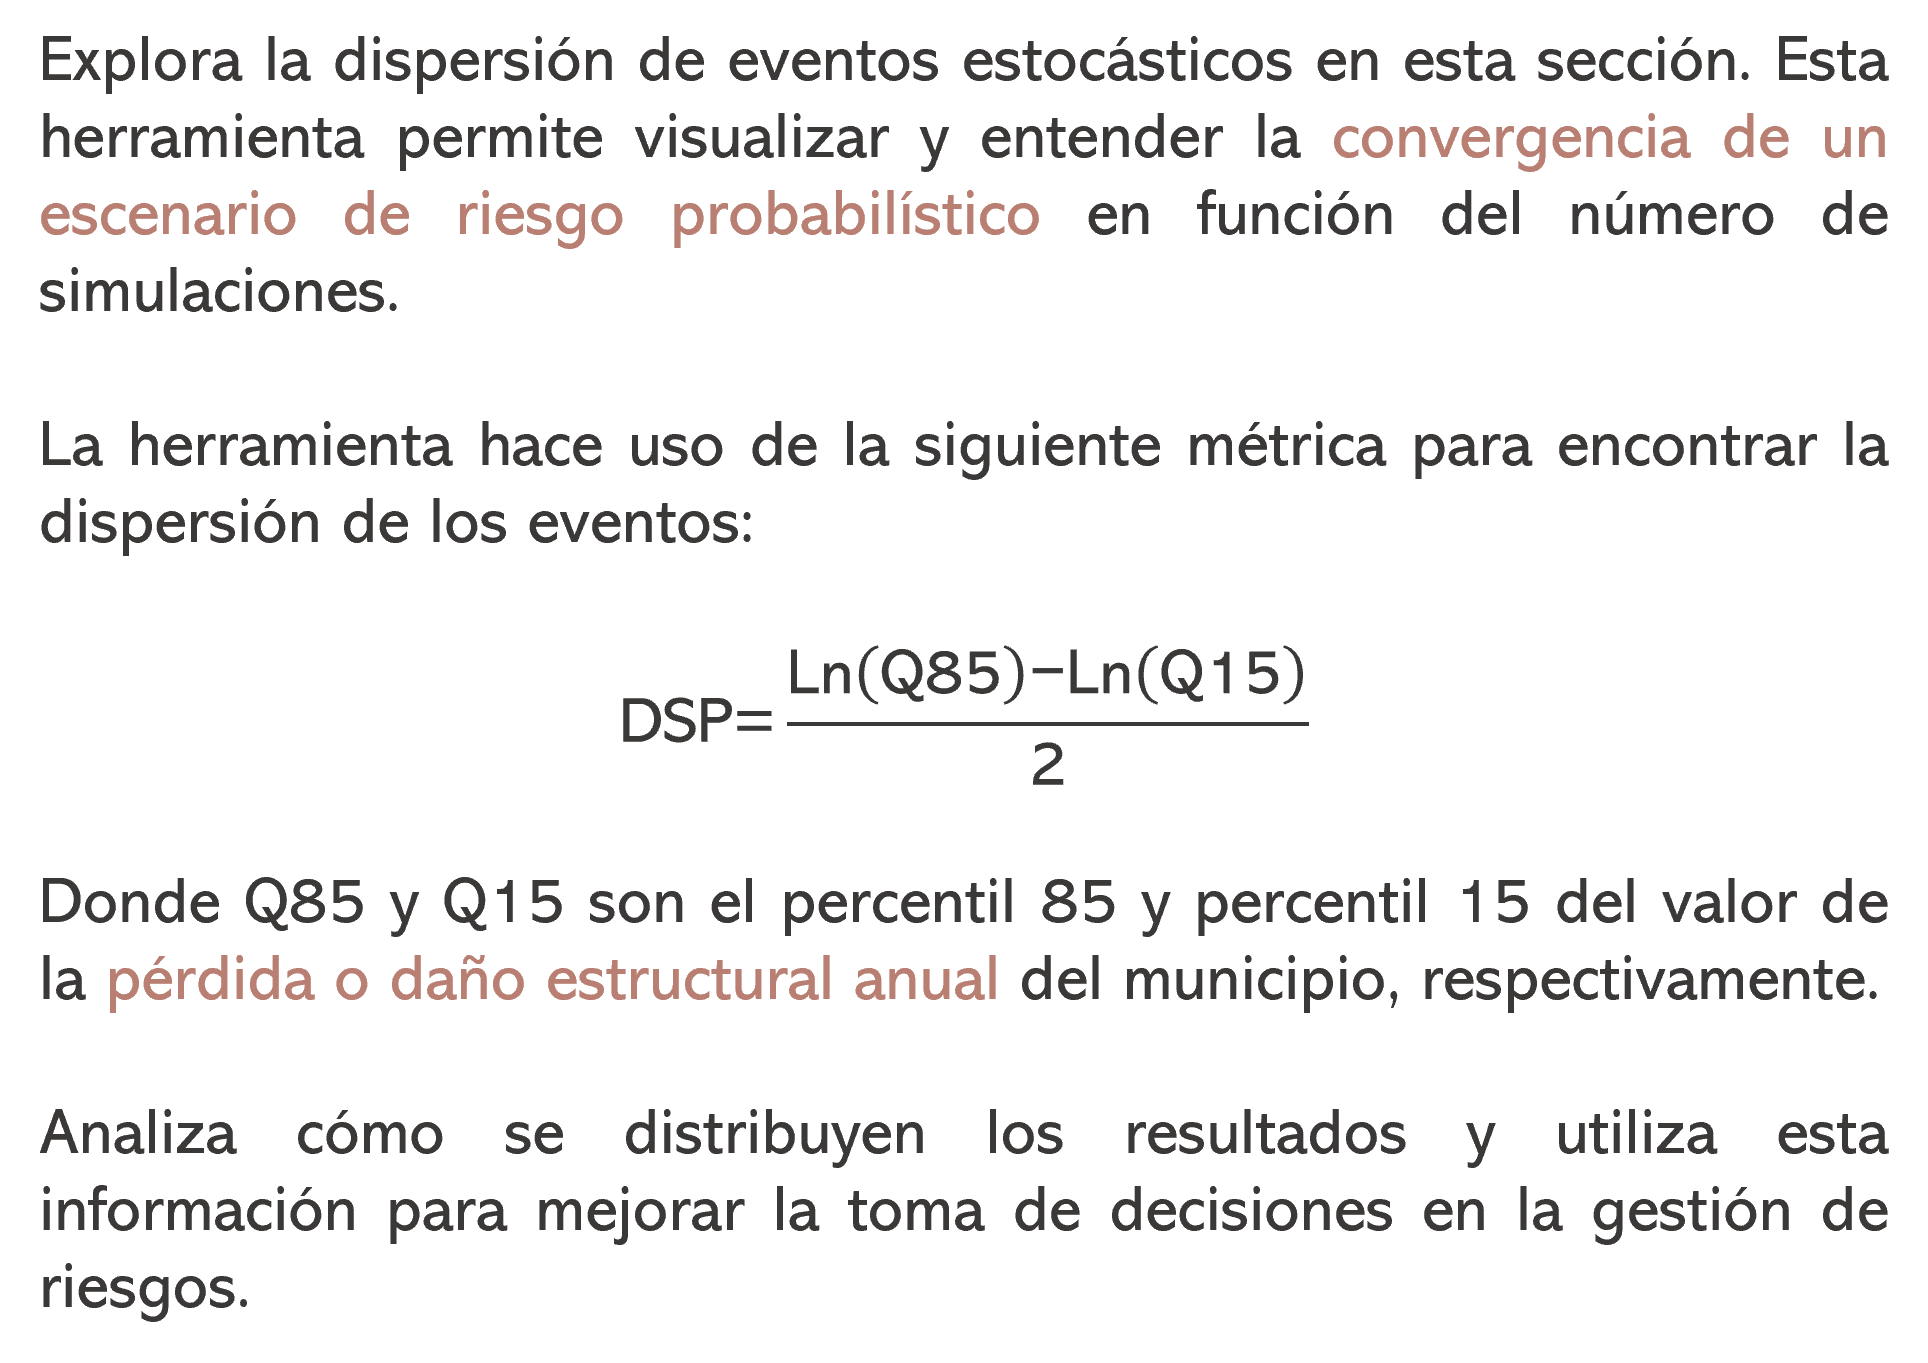 Explora la dispersión de eventos estocásticos en esta sección. Esta
herramienta permite visualizar y entender la convergencia de un
escenario de riesgo probabilístico en función del número de
simulaciones.
La herramienta hace uso de la siguiente métrica para encontrar la
dispersión de los eventos:
DSP= Ln(Q85)−Ln(Q15)
2
Donde Q85 y Q15 son el percentil 85 y percentil 15 del valor de
la pérdida o daño estructural anual del municipio, respectivamente.
Analiza cómo se distribuyen los resultados y utiliza esta
información para mejorar la toma de decisiones en la gestión de
riesgos.